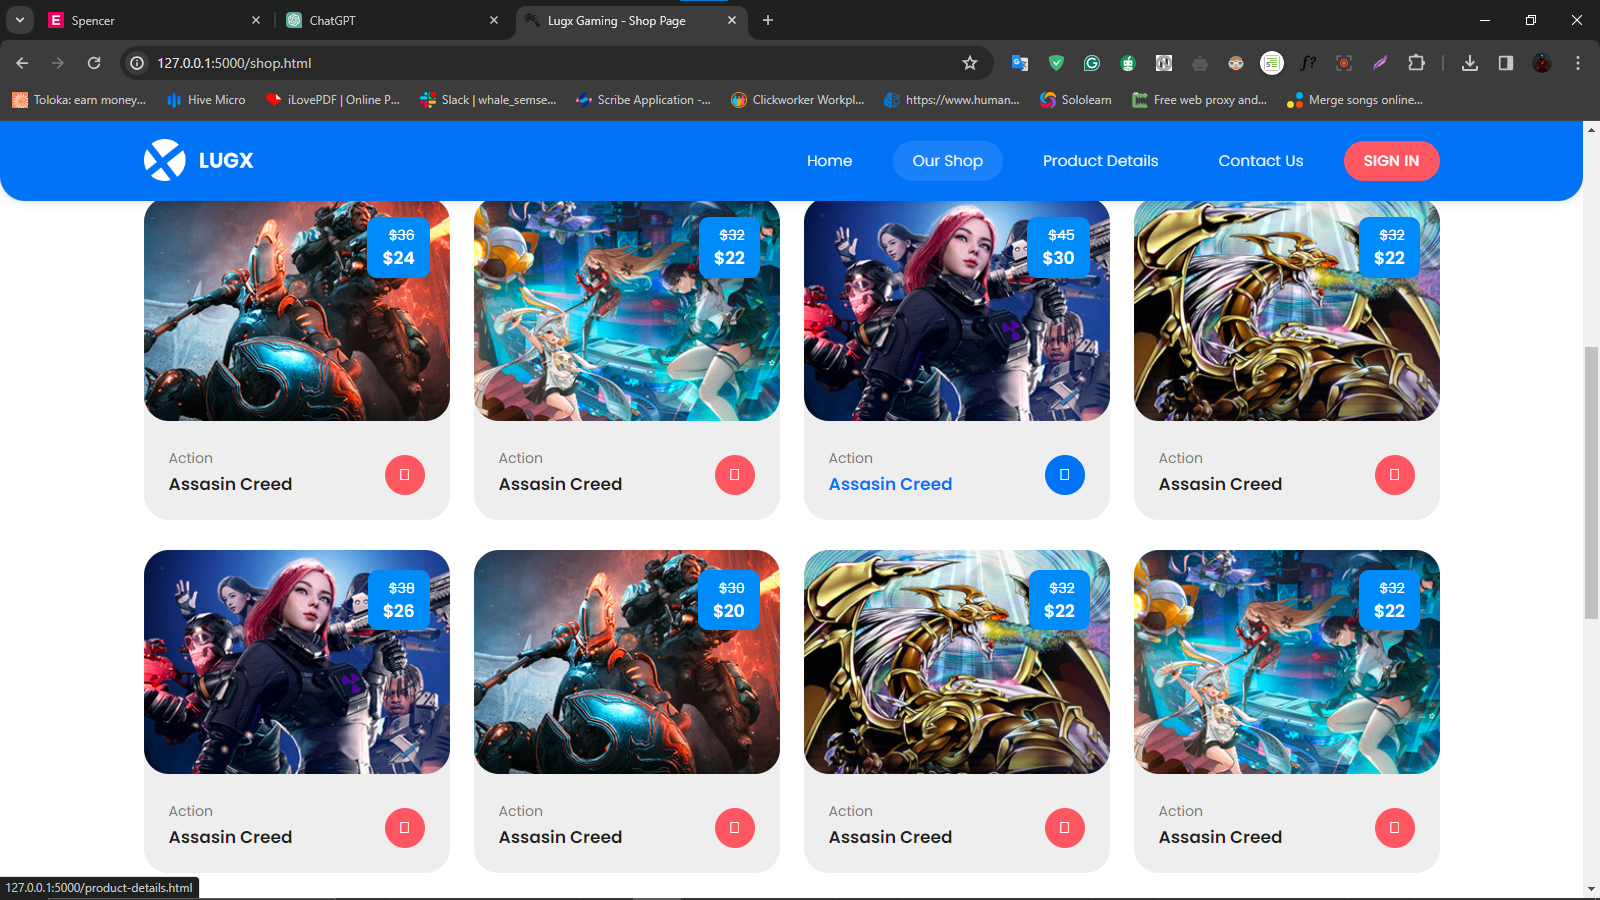 Spencer
ChatGPT
Lugx Gaming - Shop Page
127.0.0.1:5000/shop.html
Toloka: earn money...
Hive Micro
iLovePDF | Online P...
Slack | whale_semse...
Scribe Application -...
Clickworker Workpl...
https://www.human...
Sololearn
Free web proxy and...
Merge songs online...
LUGX
Home
Our Shop
Product Details
Contact Us
SIGN IN
$36
$24
$32
$22
$45
$30
$32
$22
Action
Assasin Creed
Action
Assasin Creed
Action
Assasin Creed
Action
Assasin Creed
$38
$26
$30
$20
$32
$22
$32
$22
Action
Assasin Creed
Action
Assasin Creed
Action
Assasin Creed
Action
Assasin Creed
127.0.0.1:5000/product-details.html